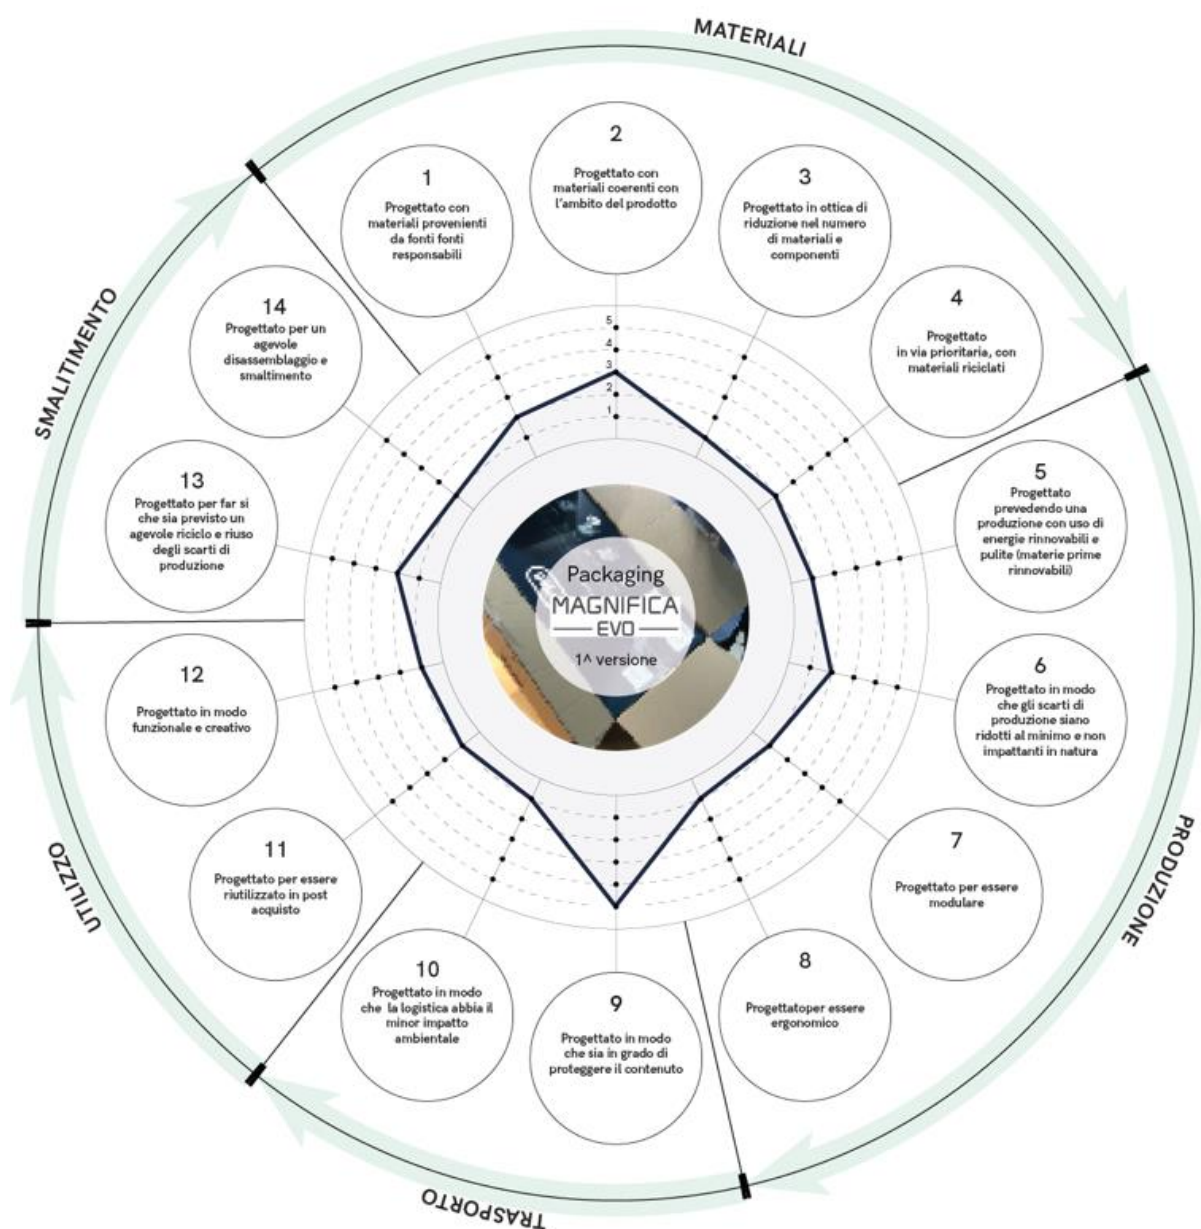 MATERIALI
1
Progettato con
materiali provenienti
da fonti fonti
responsabili
2
Progettato con
materiali coerenti con
l'ambito del prodotto
3
Progettato in ottica di
riduzione nel numero
di materiali e
componenti
4
Progettato
in via prioritaria, con
materiali riciclati
PRODUZIONE
5
Progettato
prevedendo una
produzione con uso di
energie rinnovabili e
pulite (materie prime
rinnovabili)
6
Progettato in modo
che gli scarti di
produzione siano
ridotti al minimo e non
impattanti in natura
7
Progettato per essere
modulare
8
Progettatoper essere
ergonomico
TRASPORTO
9
Progettato in modo
che sia in grado di
proteggere il contenuto
10
Progettato in modo
che la logistica abbia il
minor impatto
ambientale
UTILIZZO
11
Progettato per essere
riutilizzato in post
acquisto
12
Progettato in modo
funzionale e creativo
SMALITIMENTO
13
Progettato per far si
che sia previsto un
agevole riciclo e riuso
degli scarti di
produzione
14
Progettato per un
agevole
disassemblaggio e
smaltimento
5
4
3
2
1
Packaging
MAGNIFICA
EVO
1^ versione